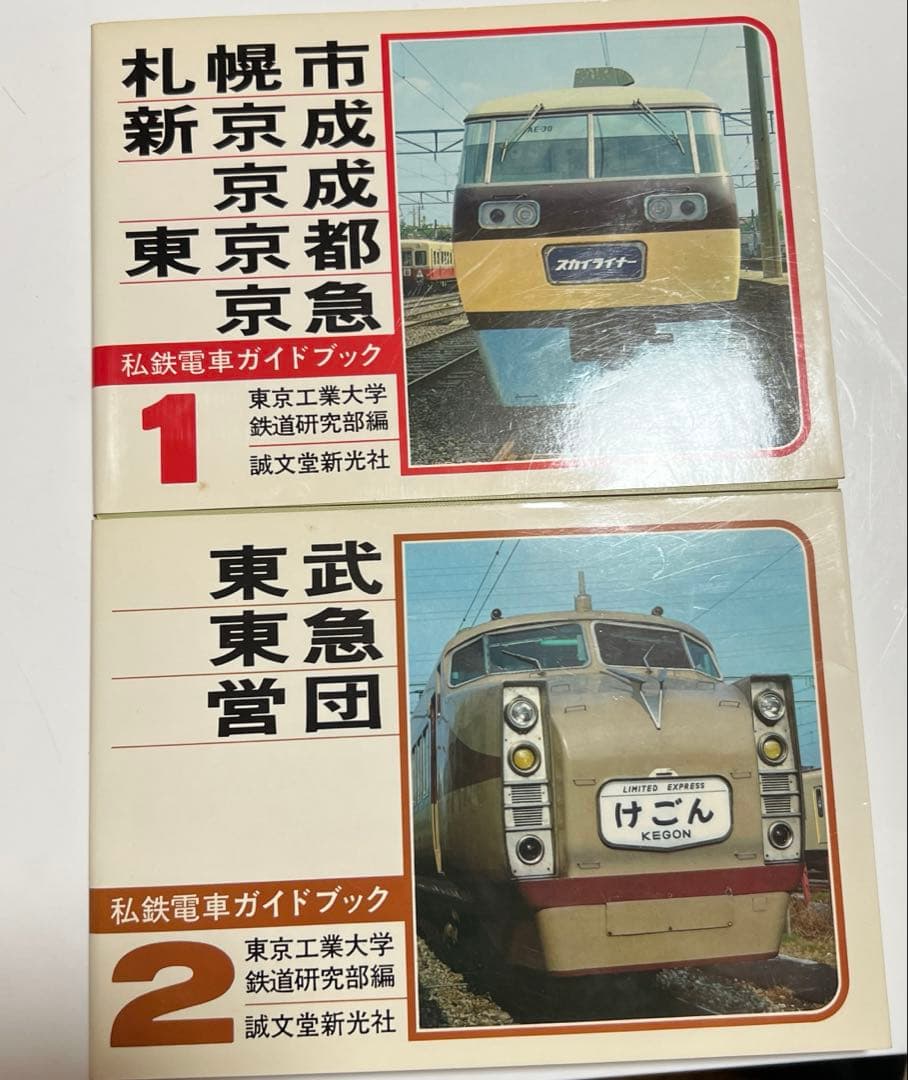 札幌市
新京成
京成
東京都
京急
私鉄電車ガイドブック
1
東京工業大学
鉄道研究部編
誠文堂新光社
AE-30
スカイライナー
東武
東急
営団
私鉄電車ガイドブック
2
東京工業大学
鉄道研究部編
誠文堂新光社
LIMITED EXPRESS
けごん
KEGON